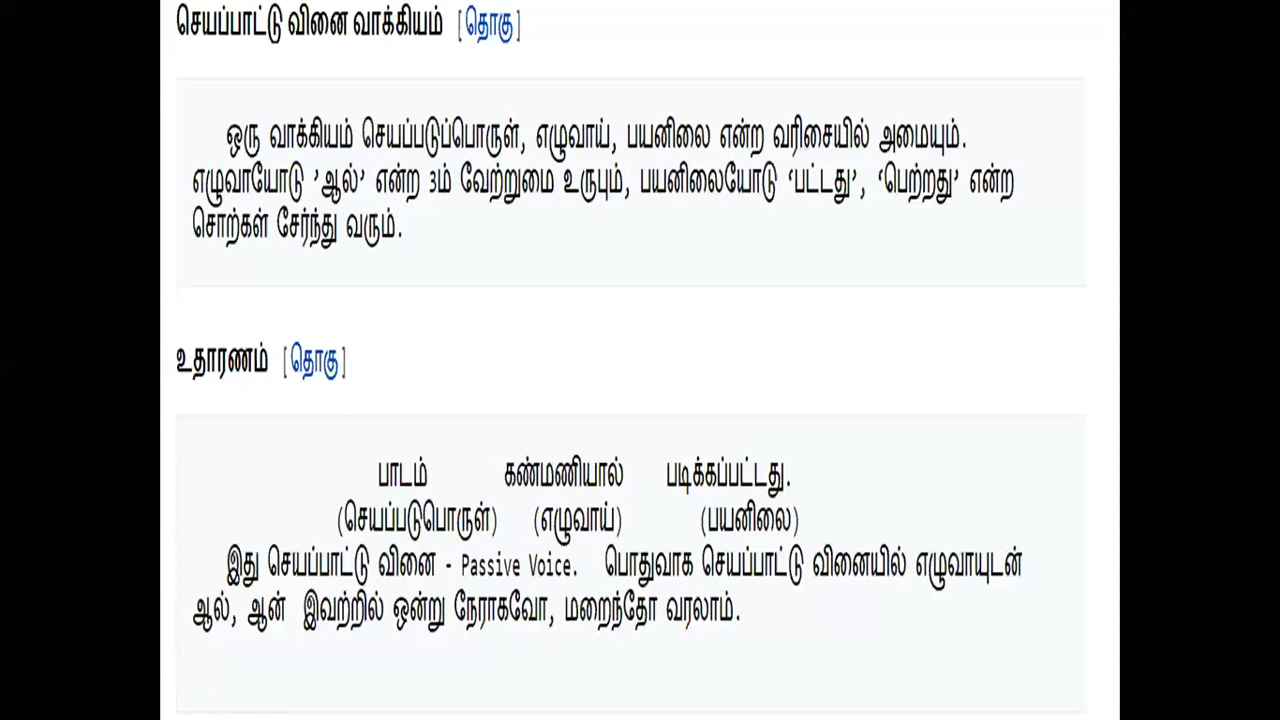 செயப்பாட்டு வினை வாக்கியம் [தொகு]
ஒரு வாக்கியம் செயப்படுப்பொருள், எழுவாய், பயனிலை என்ற வரிசையில் அமையும்.
எழுவாயோடு ’ஆல்’ என்ற 3ம் வேற்றுமை உருபும், பயனிலையோடு ‘பட்டது’, ‘பெற்றது’ என்ற
சொற்கள் சேர்ந்து வரும்.
உதாரணம் [தொகு]
பாடம் கண்மணியால் படிக்கப்பட்டது.
(செயப்படுபொருள்) (எழுவாய்) (பயனிலை)
இது செயப்பாட்டு வினை - Passive Voice. பொதுவாக செயப்பாட்டு வினையில் எழுவாயுடன்
ஆல், ஆன் இவற்றில் ஒன்று நேராகவோ, மறைந்தோ வரலாம்.